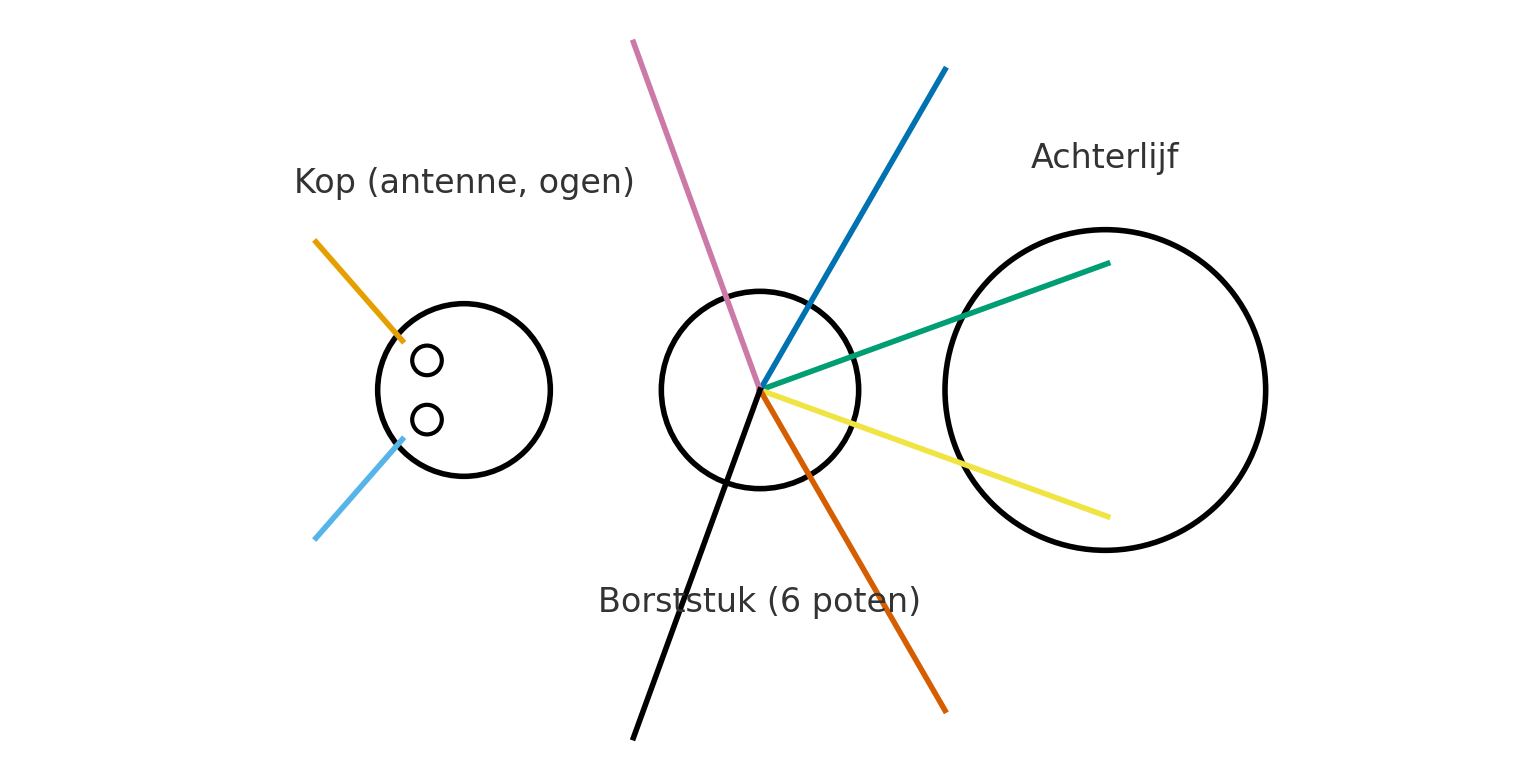 Kop (antenne, ogen)
Achterlijf
Borststuk (6 poten)